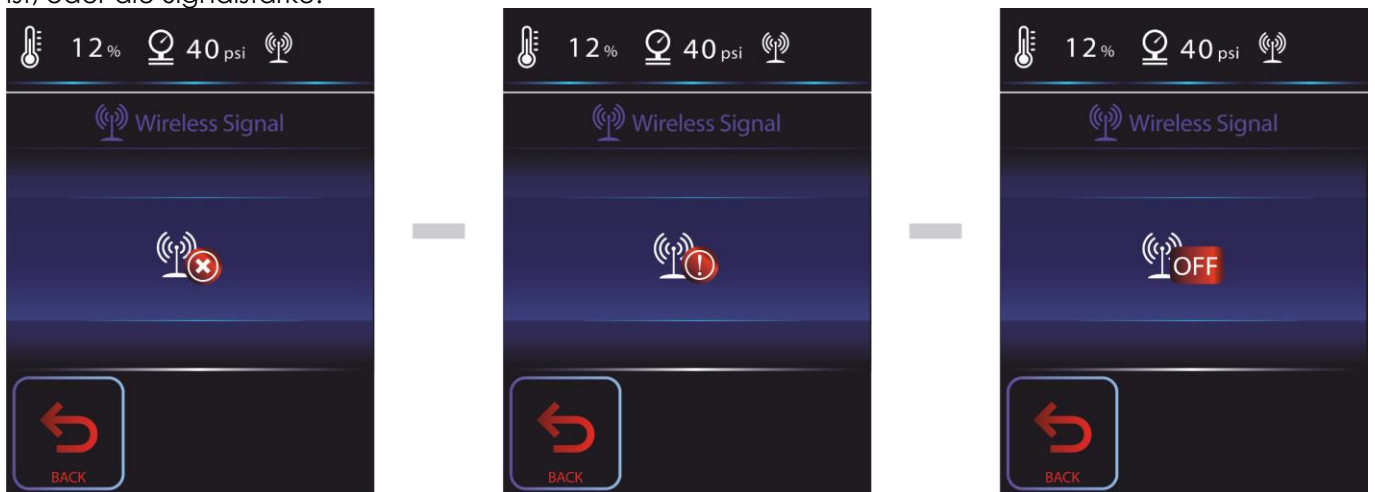 ist, oder die Signalstärke.
12 % 40 psi
Wireless Signal
BACK
12 % 40 psi
Wireless Signal
!
BACK
12 % 40 psi
Wireless Signal
OFF
BACK